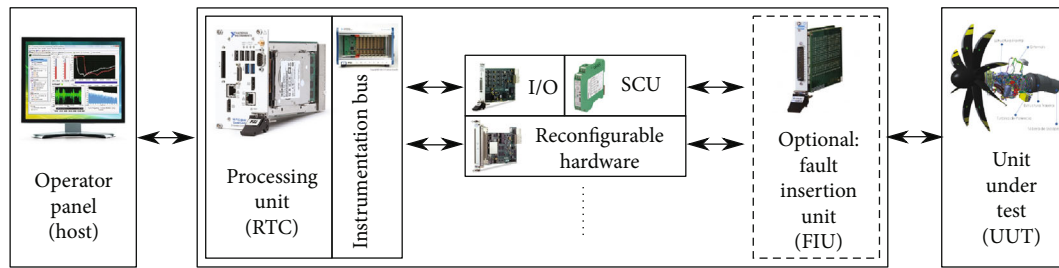 Operator
panel
(host)
Processing
unit
(RTC)
Instrumentation bus
I/O
SCU
Reconfigurable
hardware
Optional:
fault
insertion
unit
(FIU)
Unit
under
test
(UUT)